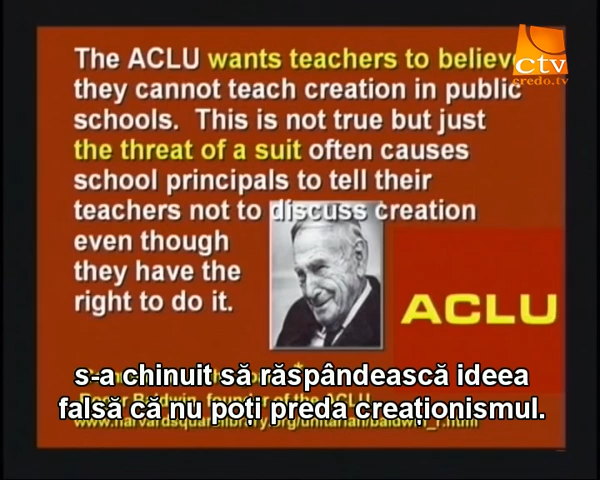 The ACLU wants teachers to believe
they cannot teach creation in public
schools. This is not true but just
the threat of a suit often causes
school principals to tell their
teachers not to discuss creation
even though
they have the
right to do it.
ctv
credo.tv
ACLU
s-a chinuit să răspândească ideea
falsă că nu poți preda creaționismul.
Roger Baldwin, founder of the ACLU
www.harvardsquarelibrary.org/unitarian/baldwin_r.html